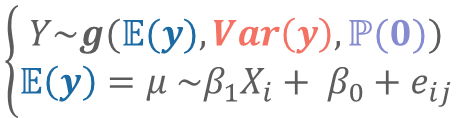 Y~g(𝔼(y),Var(y),ℙ(0))
𝔼(y) = μ ~β₁Xᵢ + β₀ + eᵢⱼ